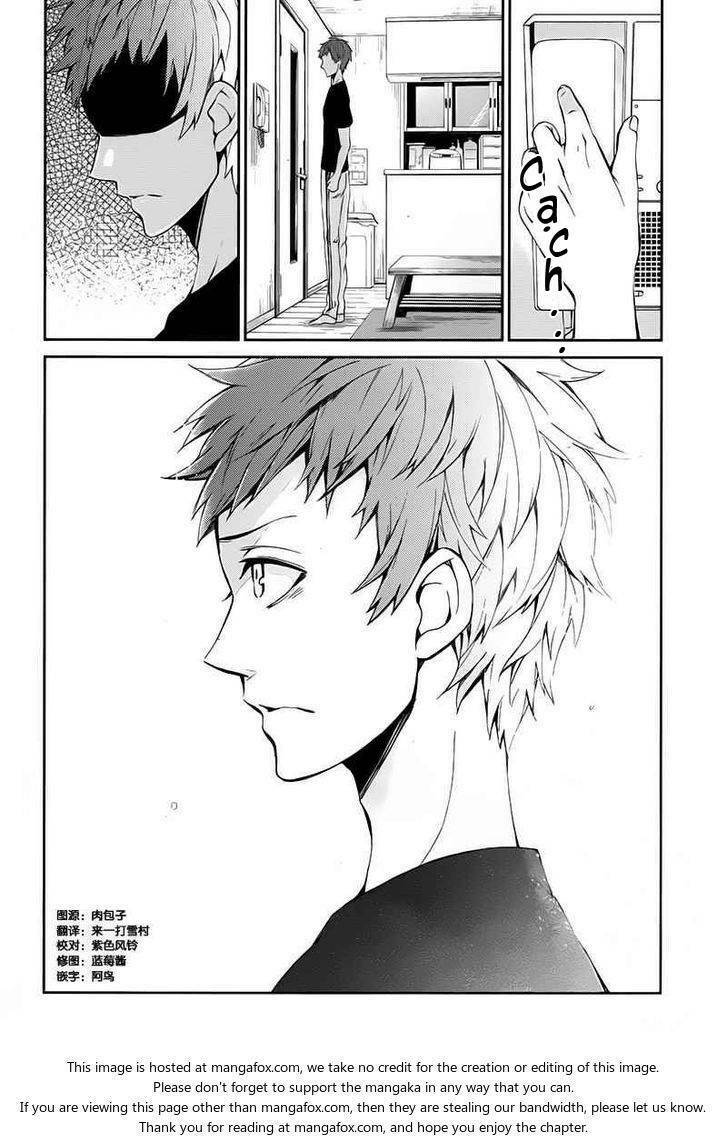 Cach...
图源：肉包子
翻译：来一打雪村
校对：紫色风铃
修图：蓝莓酱
嵌字：阿鸟
This image is hosted at mangafox.com, we take no credit for the creation or editing of this image.
Please don't forget to support the mangaka in any way that you can.
If you are viewing this page other than mangafox.com, then they are stealing our bandwidth, please let us know.
Thank you for reading at mangafox.com, and hope you enjoy the chapter.